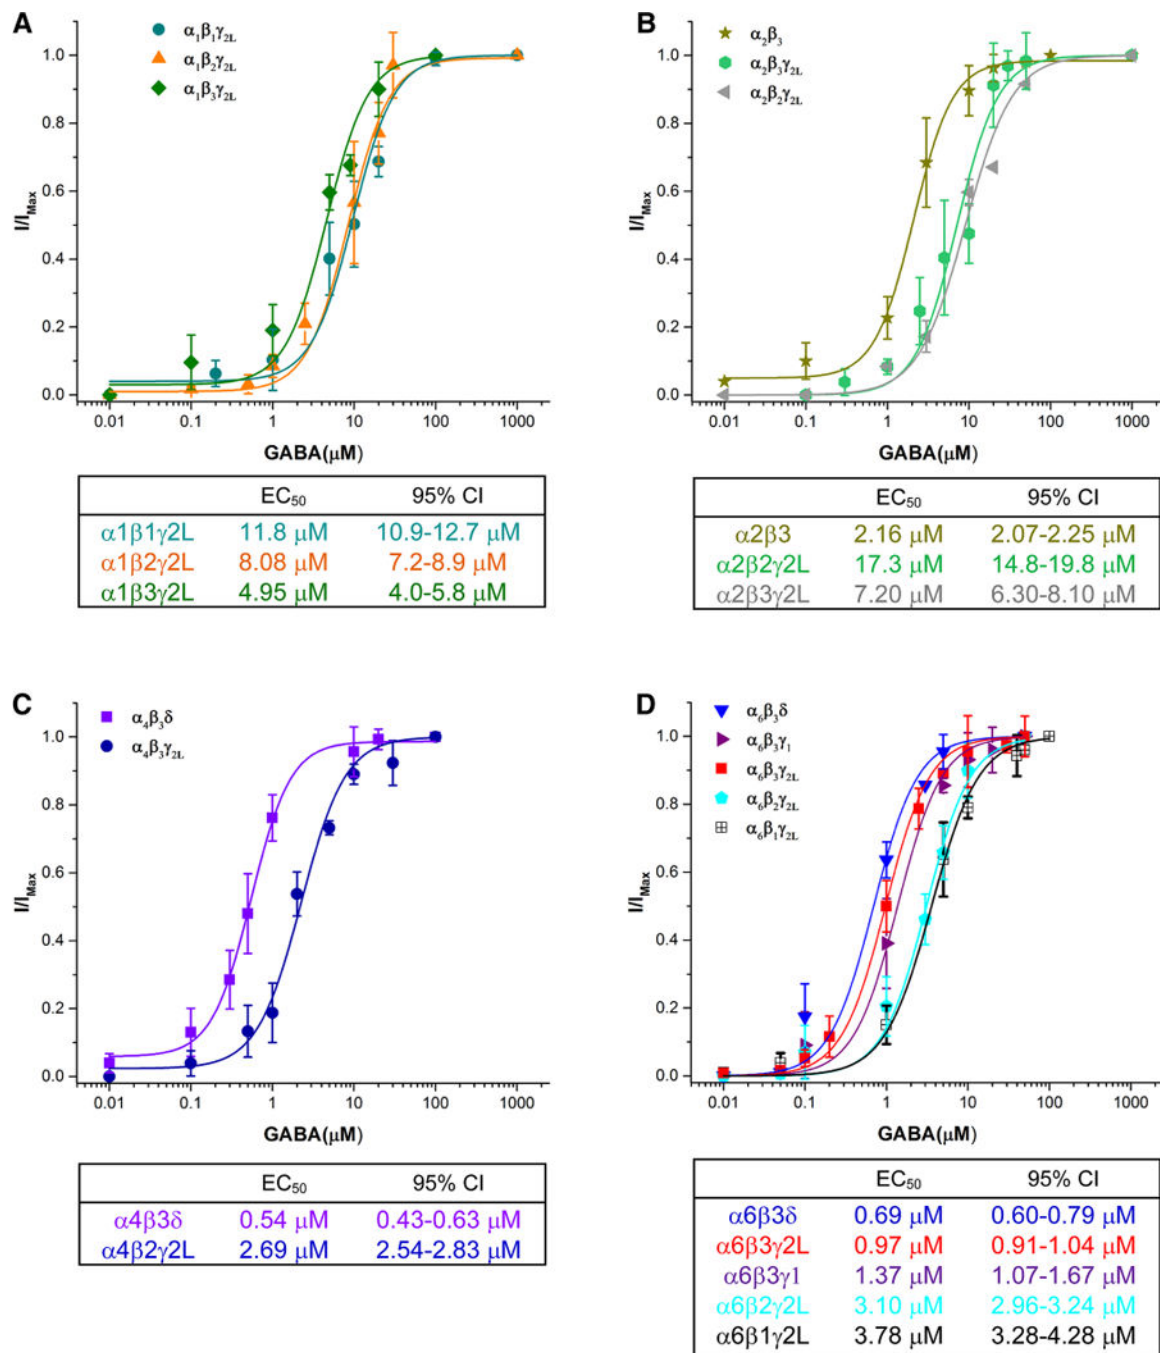 A
α₁β₁γ₂L
α₁β₂γ₂L
α₁β₃γ₂L
1.0
0.8
0.6
0.4
0.2
0.0
I/I_Max
0.01 0.1 1 10 100 1000
GABA(μM)
EC₅₀ 95% CI
α1β1γ2L 11.8 μM 10.9-12.7 μM
α1β2γ2L 8.08 μM 7.2-8.9 μM
α1β3γ2L 4.95 μM 4.0-5.8 μM
B
α₂β₃
α₂β₃γ₂L
α₂β₂γ₂L
1.0
0.8
0.6
0.4
0.2
0.0
I/I_Max
0.01 0.1 1 10 100 1000
GABA(μM)
EC₅₀ 95% CI
α2β3 2.16 μM 2.07-2.25 μM
α2β2γ2L 17.3 μM 14.8-19.8 μM
α2β3γ2L 7.20 μM 6.30-8.10 μM
C
α₄β₃δ
α₄β₃γ₂L
1.0
0.8
0.6
0.4
0.2
0.0
I/I_Max
0.01 0.1 1 10 100 1000
GABA(μM)
EC₅₀ 95% CI
α4β3δ 0.54 μM 0.43-0.63 μM
α4β2γ2L 2.69 μM 2.54-2.83 μM
D
α₆β₃δ
α₆β₃γ₁
α₆β₃γ₂L
α₆β₂γ₂L
α₆β₁γ₂L
1.0
0.8
0.6
0.4
0.2
0.0
I/I_Max
0.01 0.1 1 10 100 1000
GABA(μM)
EC₅₀ 95% CI
α6β3δ 0.69 μM 0.60-0.79 μM
α6β3γ2L 0.97 μM 0.91-1.04 μM
α6β3γ1 1.37 μM 1.07-1.67 μM
α6β2γ2L 3.10 μM 2.96-3.24 μM
α6β1γ2L 3.78 μM 3.28-4.28 μM